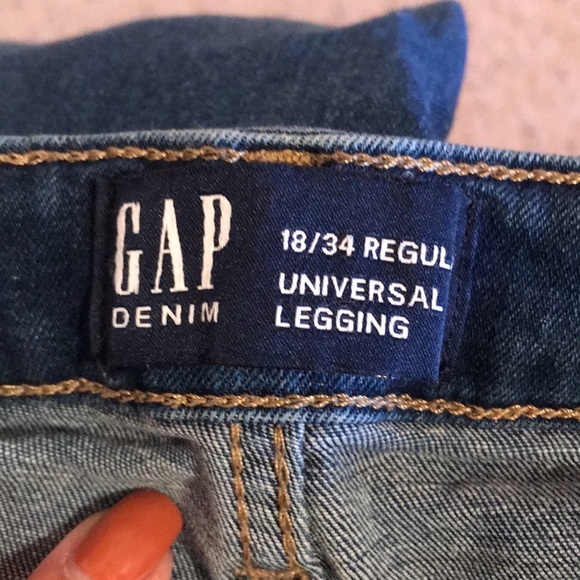 GAP
DENIM
18/34 REGUL
UNIVERSAL
LEGGING